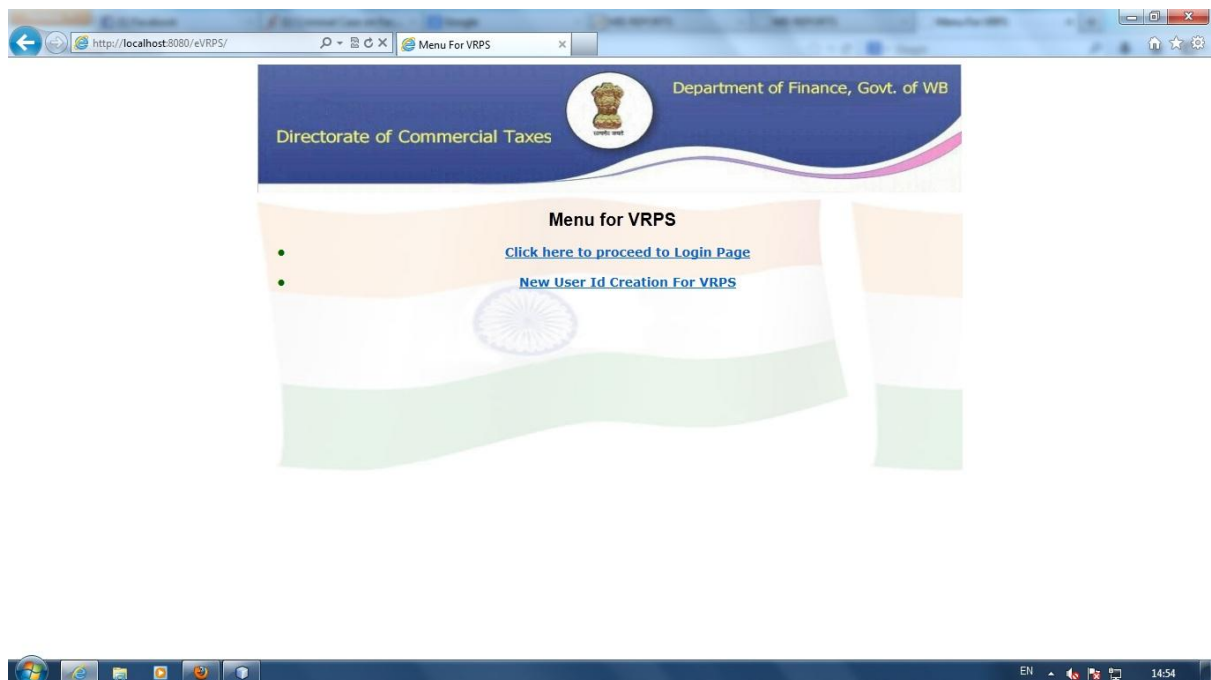 http://localhost:8080/eVRPS/
Menu For VRPS
Department of Finance, Govt. of WB
Directorate of Commercial Taxes
Menu for VRPS
Click here to proceed to Login Page
New User Id Creation For VRPS
EN
14:54